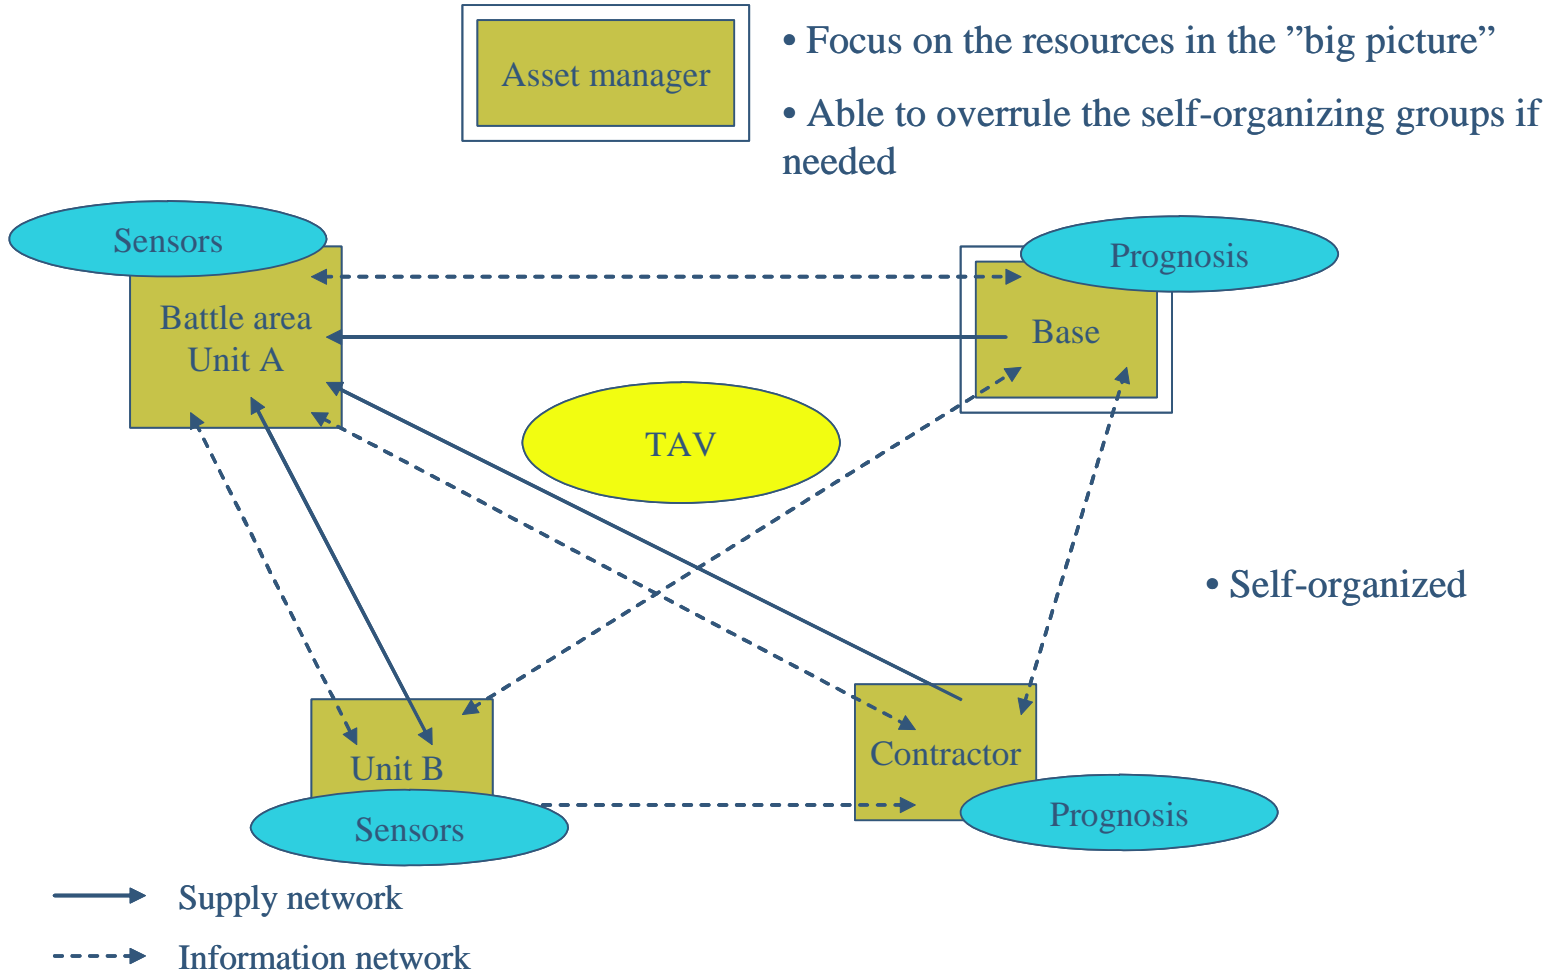 Asset manager
• Focus on the resources in the ”big picture”
• Able to overrule the self-organizing groups if
needed
Sensors
Prognosis
Battle area
Unit A
Base
TAV
• Self-organized
Unit B
Contractor
Sensors
Prognosis
Supply network
Information network